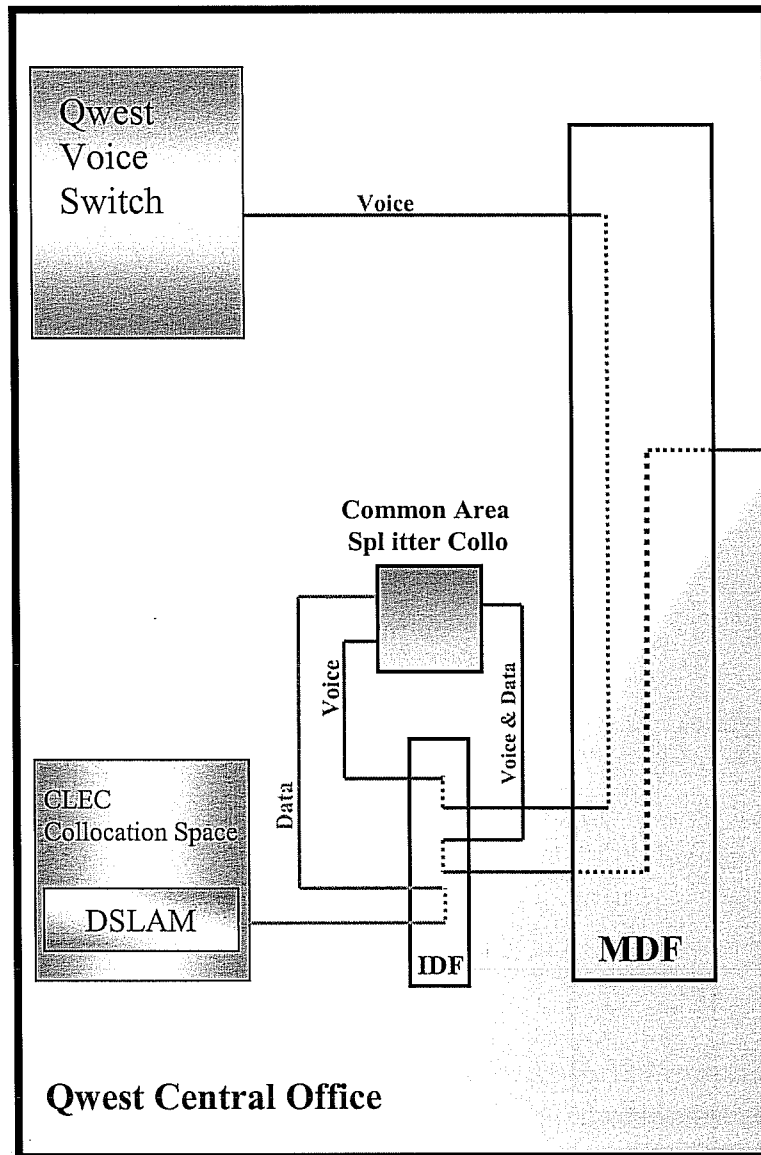 Qwest
Voice
Switch
Voice
Common Area
Spl itter Collo
Voice
Voice & Data
Data
CLEC
Collocation Space
DSLAM
IDF
MDF
Qwest Central Office